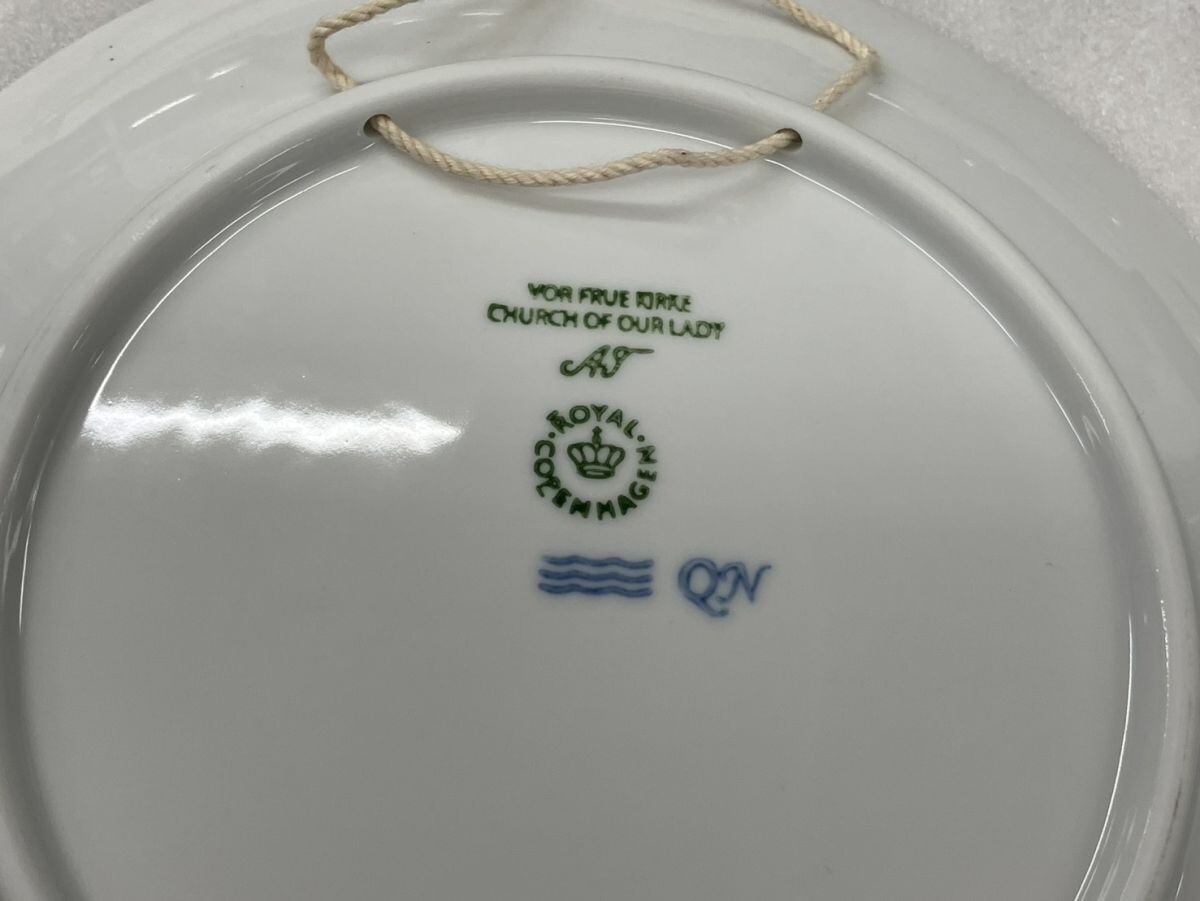 VOR FRUE KIRKE
CHURCH OF OUR LADY
AT
ROYAL
COPENHAGEN
QN